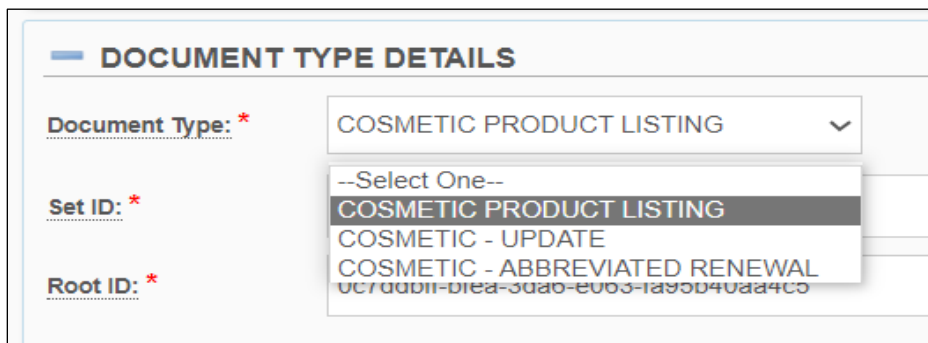 DOCUMENT TYPE DETAILS
Document Type: *
COSMETIC PRODUCT LISTING
--Select One--
COSMETIC PRODUCT LISTING
COSMETIC - UPDATE
COSMETIC - ABBREVIATED RENEWAL
Set ID: *
Root ID: *